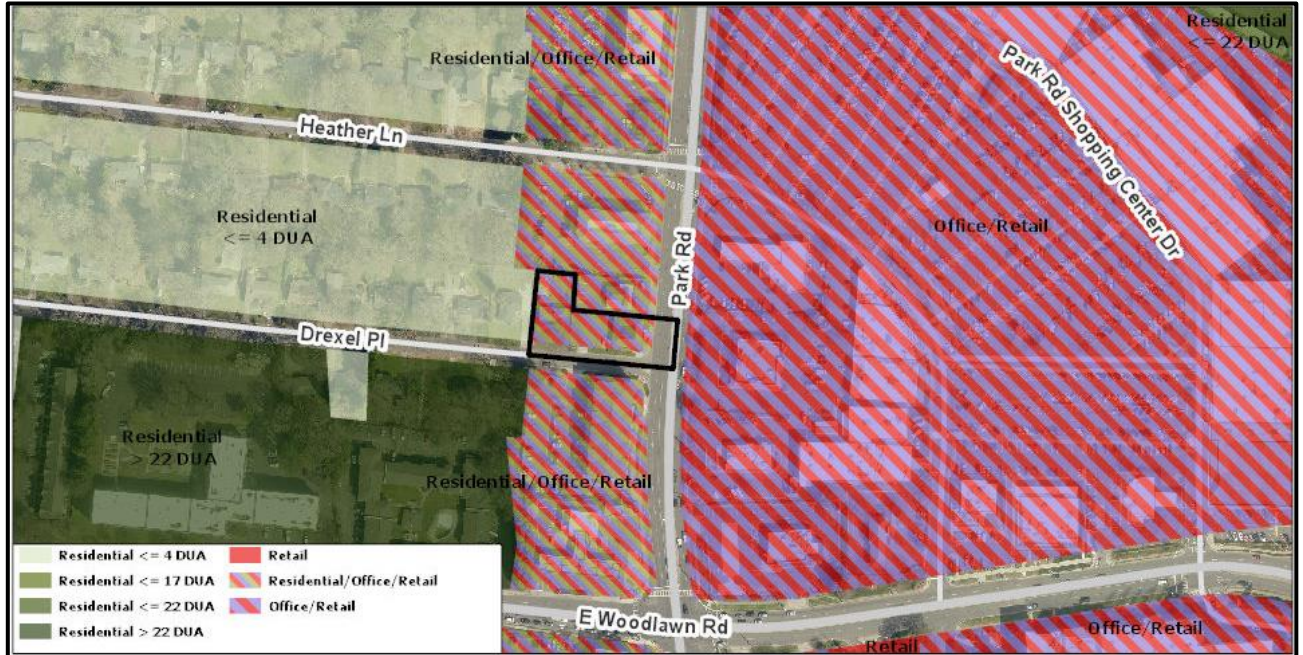 Residential
<= 22 DUA
Residential/Office/Retail
Park Rd Shopping Center Dr
Heather Ln
Residential
<= 4 DUA
Office/Retail
Park Rd
Drexel Pl
Residential
> 22 DUA
Residential/Office/Retail
Residential <= 4 DUA
Retail
Residential <= 17 DUA
Residential/Office/Retail
Residential <= 22 DUA
Office/Retail
Residential > 22 DUA
E Woodlawn Rd
Office/Retail
Retail